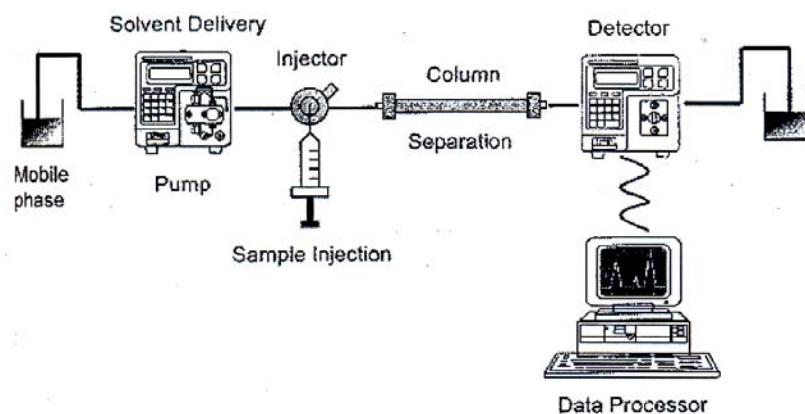 Solvent Delivery
Injector
Column
Detector
Mobile
phase
Pump
Separation
Sample Injection
Data Processor